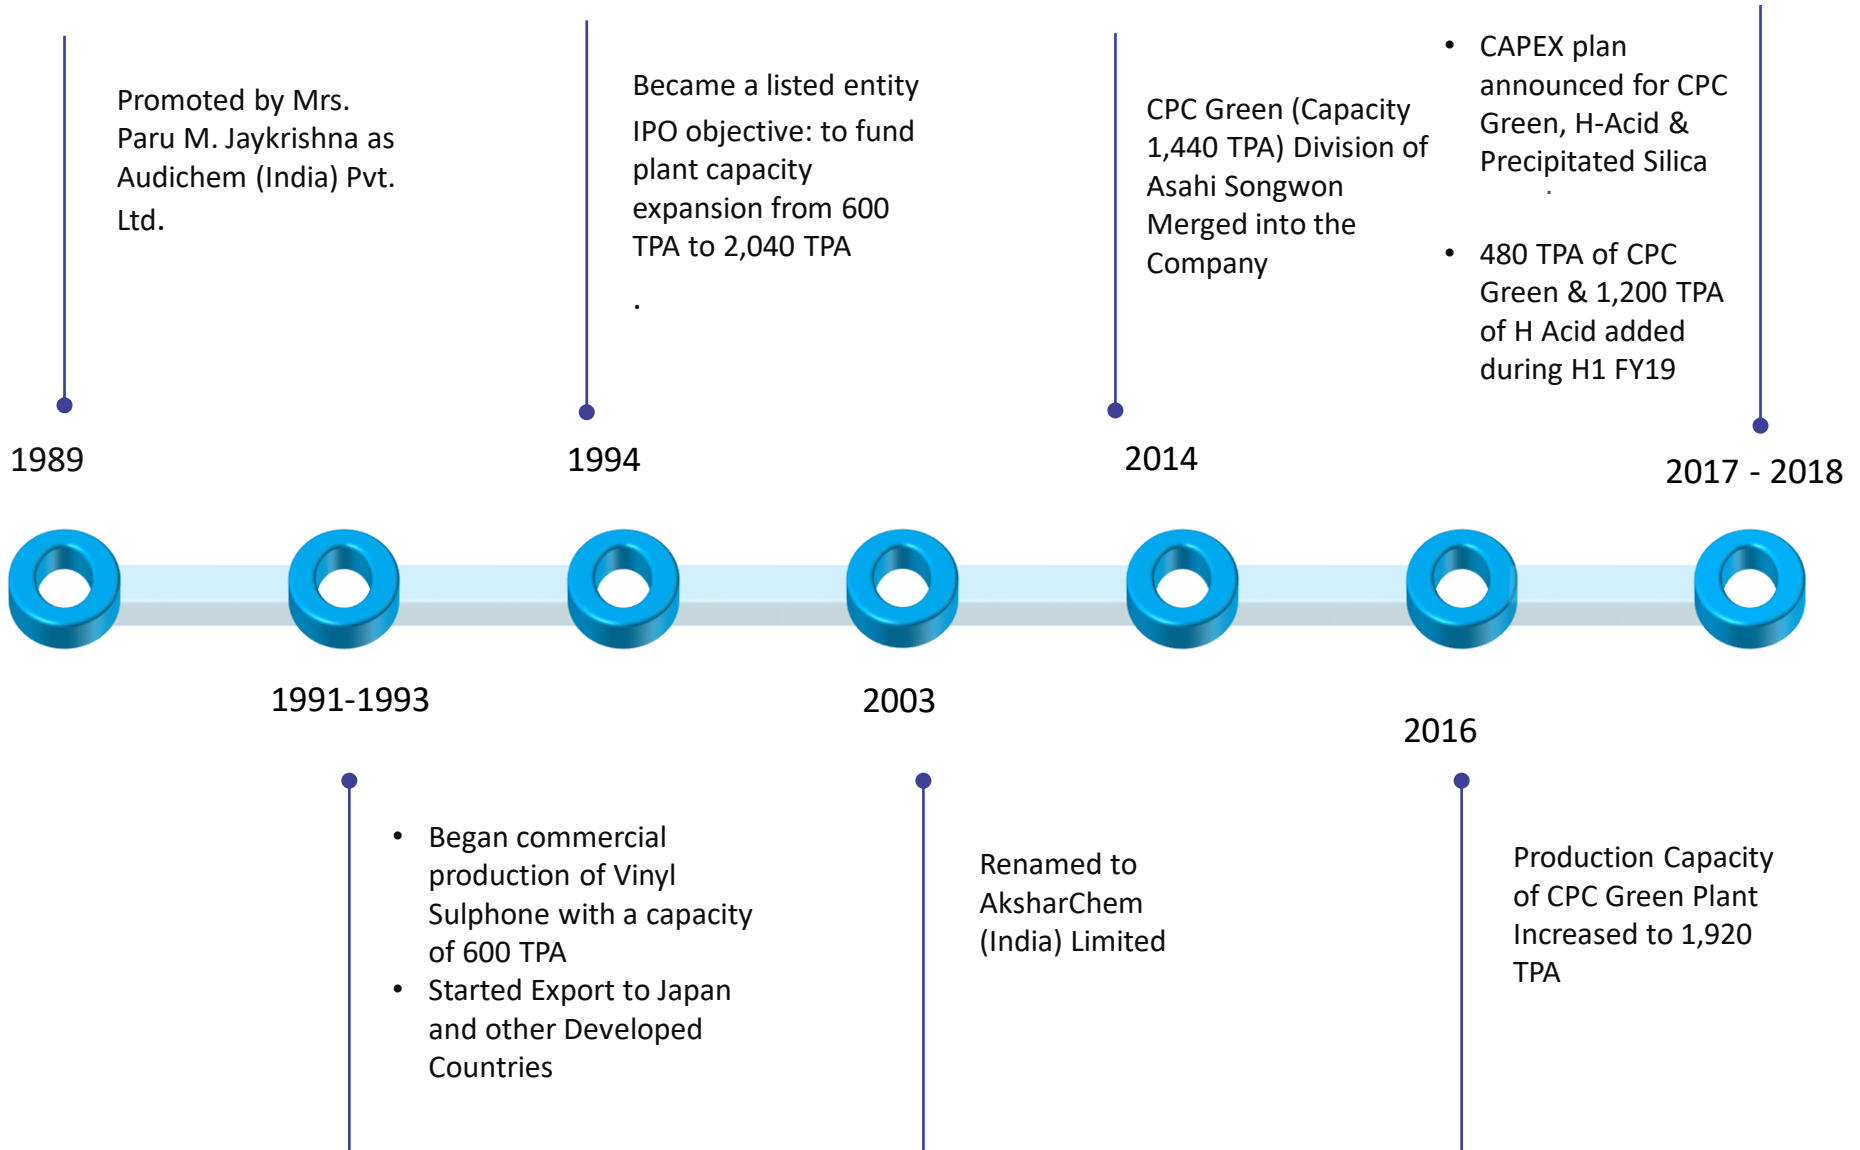 1989
Promoted by Mrs.
Paru M. Jaykrishna as
Audichem (India) Pvt.
Ltd.
1991-1993
• Began commercial
production of Vinyl
Sulphone with a capacity
of 600 TPA
• Started Export to Japan
and other Developed
Countries
1994
Became a listed entity
IPO objective: to fund
plant capacity
expansion from 600
TPA to 2,040 TPA
.
2003
Renamed to
AksharChem
(India) Limited
2014
CPC Green (Capacity
1,440 TPA) Division of
Asahi Songwon
Merged into the
Company
2016
Production Capacity
of CPC Green Plant
Increased to 1,920
TPA
2017 - 2018
• CAPEX plan
announced for CPC
Green, H-Acid &
Precipitated Silica
.
• 480 TPA of CPC
Green & 1,200 TPA
of H Acid added
during H1 FY19